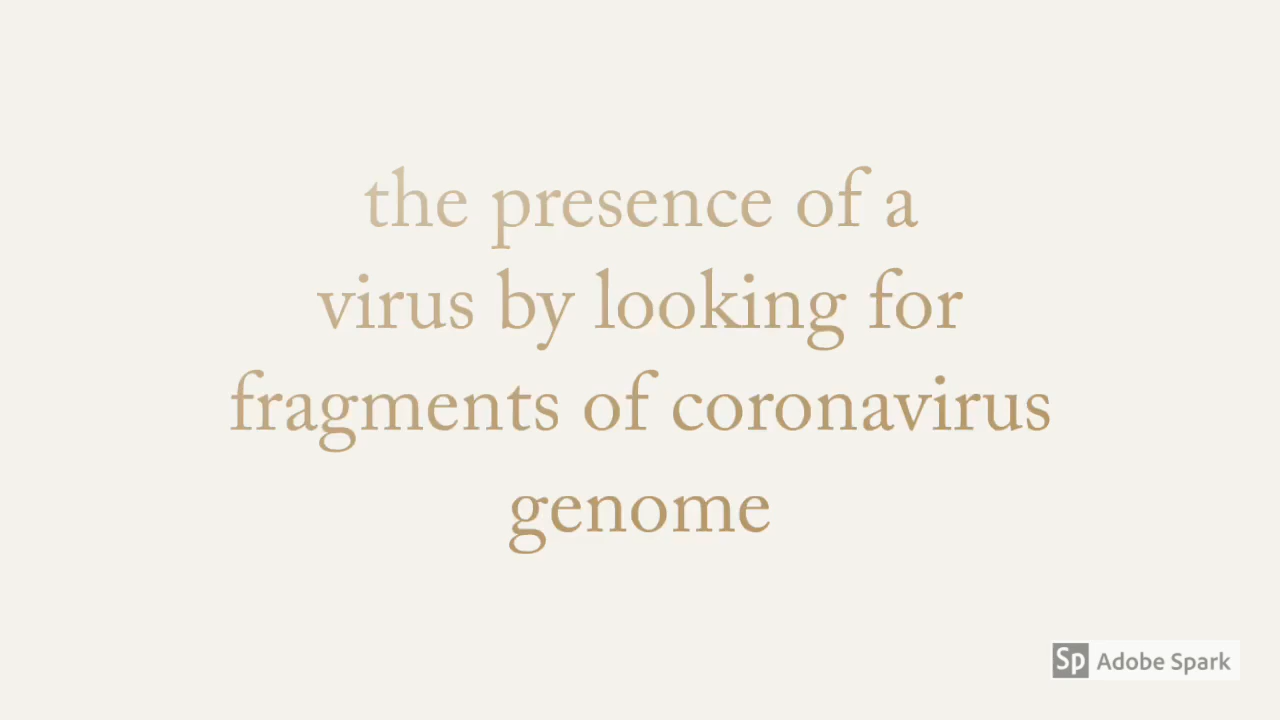 the presence of a
virus by looking for
fragments of coronavirus
genome
Sp Adobe Spark